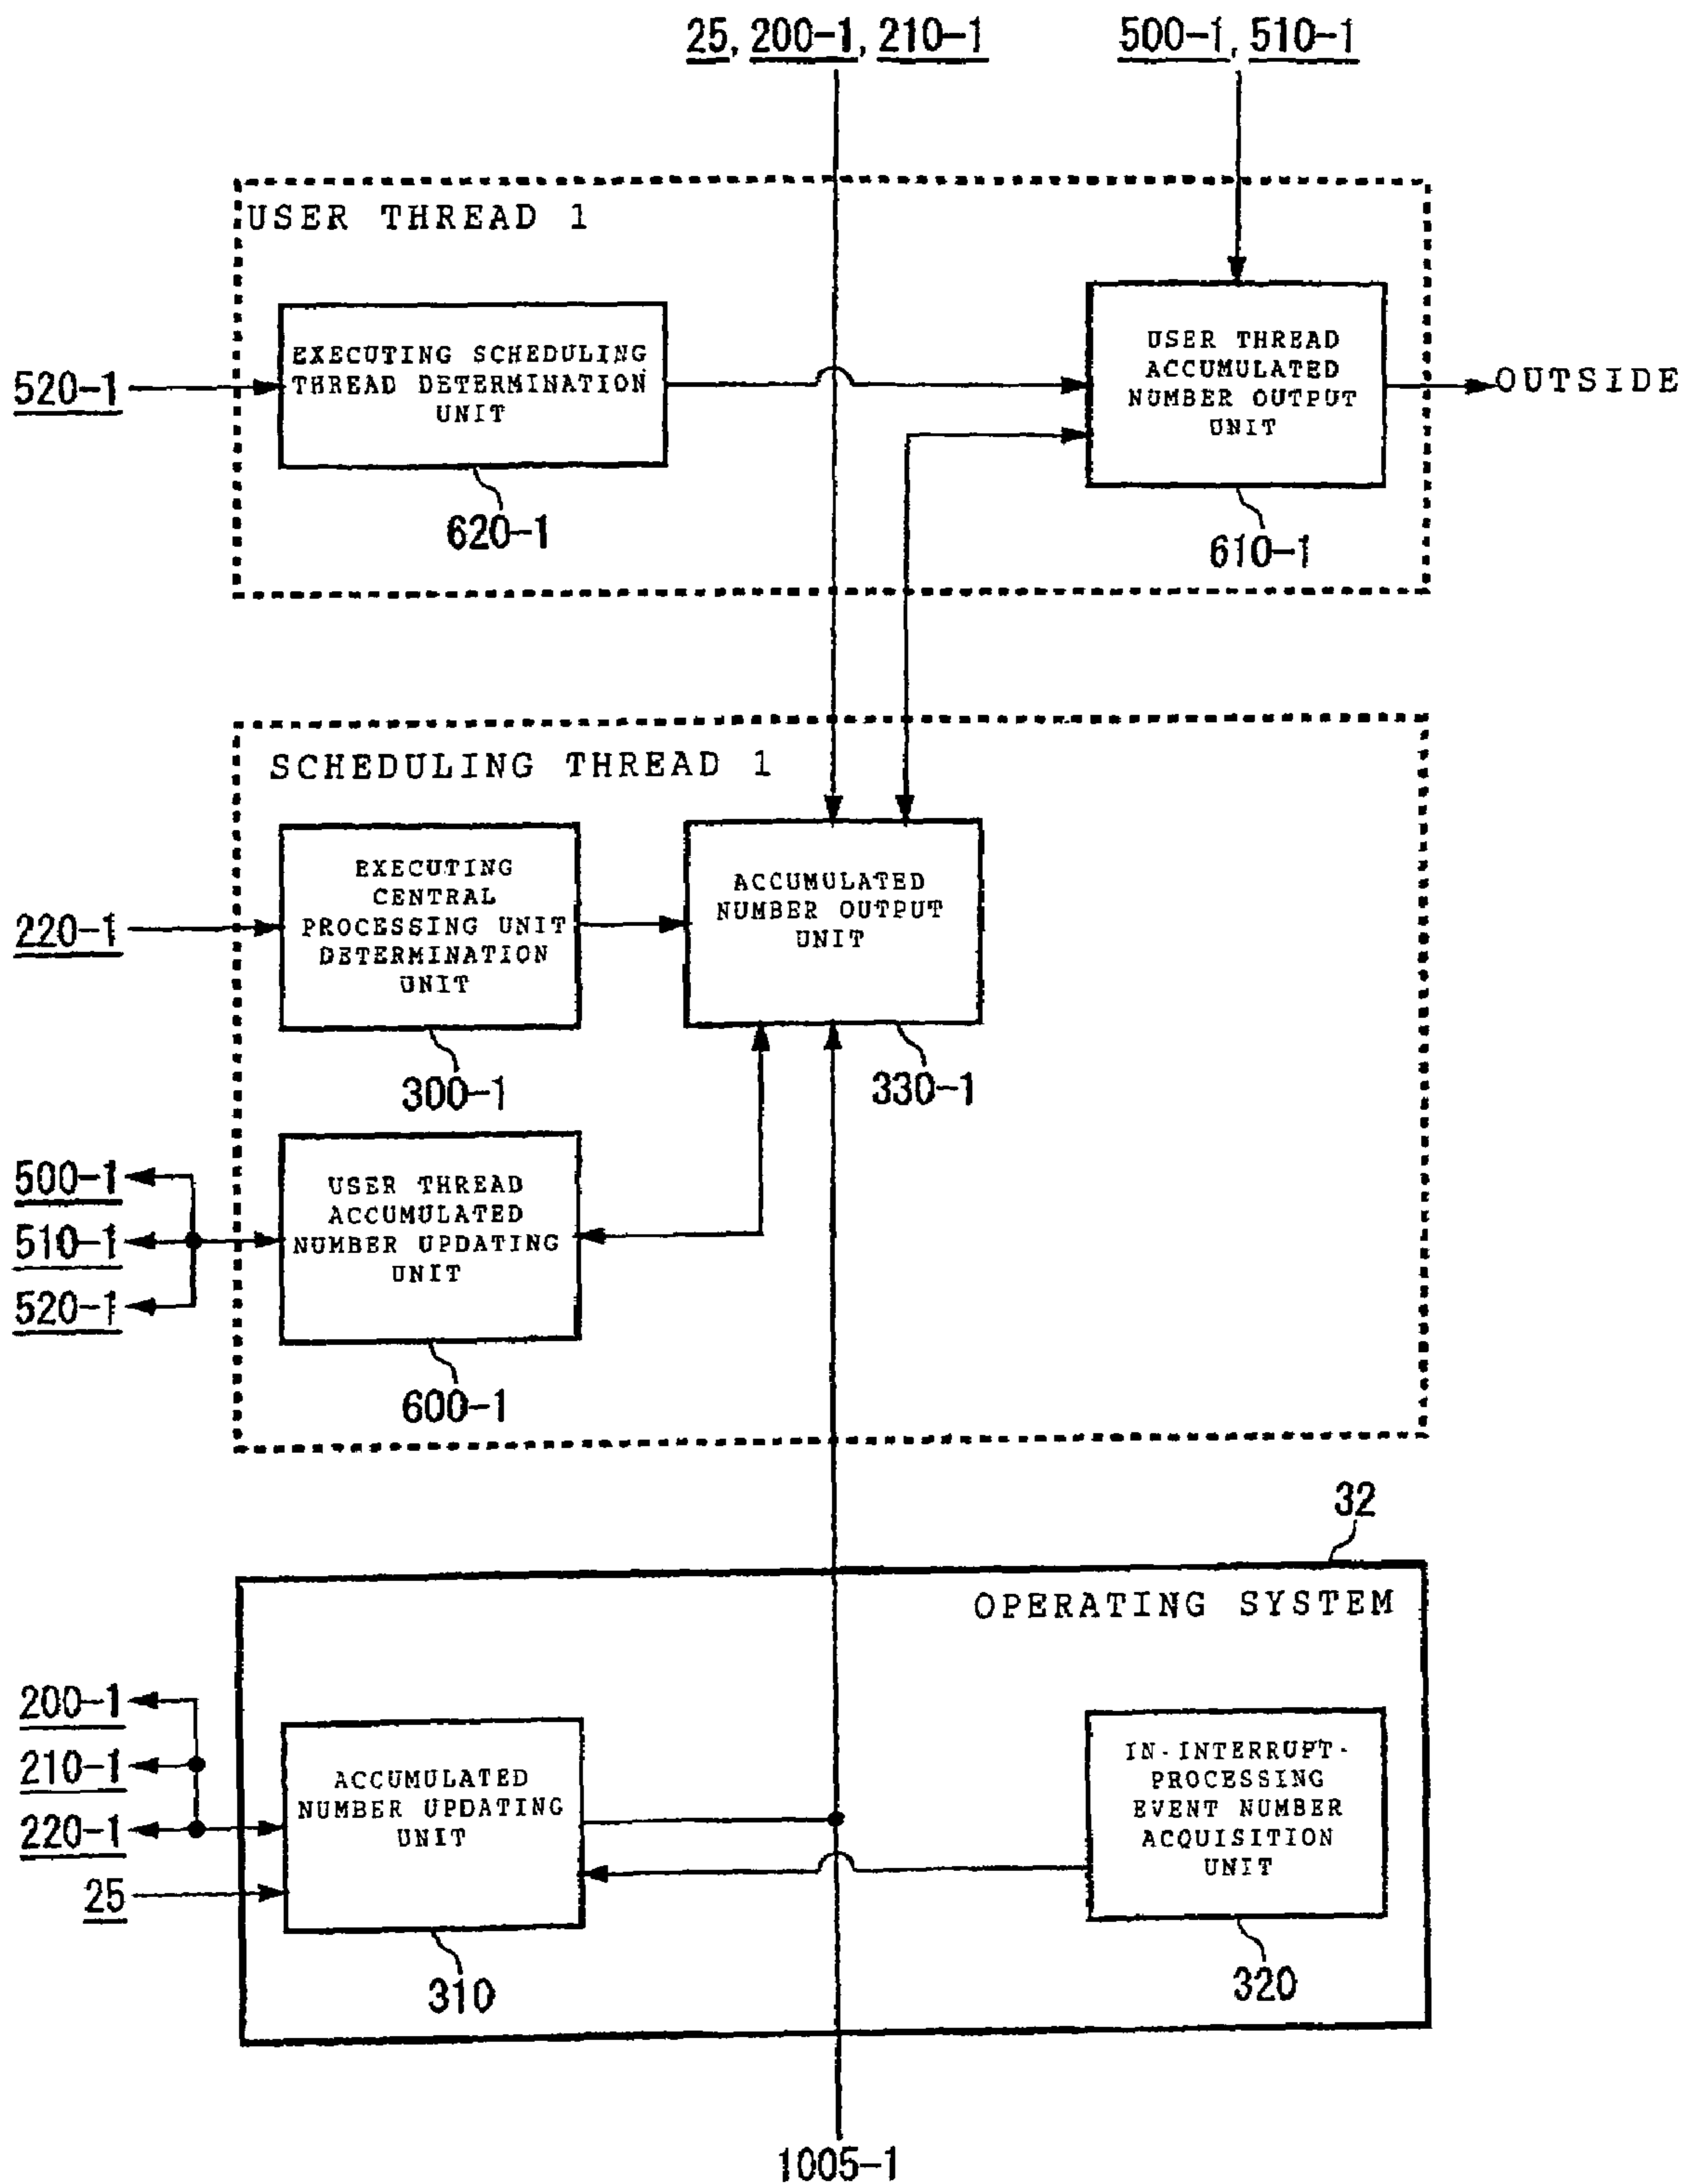 25, 200-1, 210-1
500-1, 510-1
USER THREAD 1
EXECUTING SCHEDULING
THREAD DETERMINATION
UNIT
USER THREAD
ACCUMULATED
NUMBER OUTPUT
UNIT
520-1
OUTSIDE
620-1
610-1
SCHEDULING THREAD 1
EXECUTING
CENTRAL
PROCESSING UNIT
DETERMINATION
UNIT
ACCUMULATED
NUMBER OUTPUT
UNIT
220-1
300-1
330-1
500-1
510-1
520-1
USER THREAD
ACCUMULATED
NUMBER UPDATING
UNIT
600-1
32
OPERATING SYSTEM
200-1
210-1
220-1
25
ACCUMULATED
NUMBER UPDATING
UNIT
IN-INTERRUPT-
PROCESSING
EVENT NUMBER
ACQUISITION
UNIT
310
320
1005-1